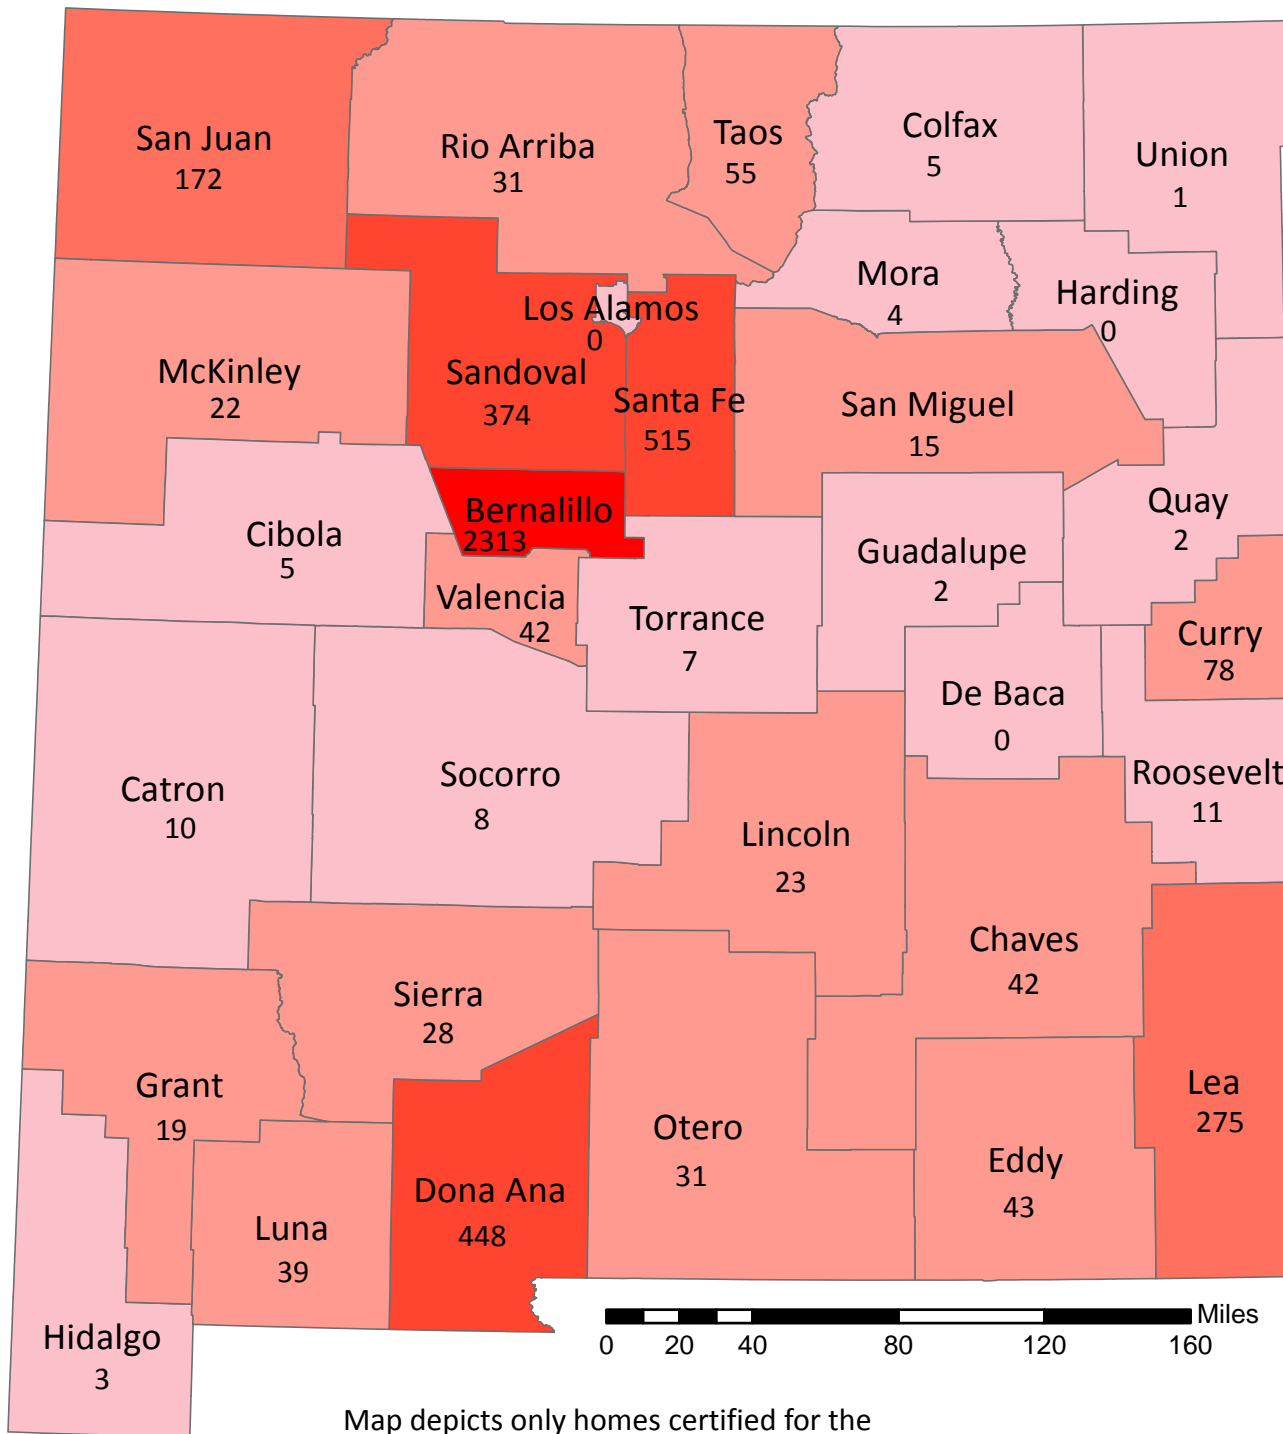 San Juan
172
Rio Arriba
31
Taos
55
Colfax
5
Union
1
Mora
4
Harding
0
Los Alamos
0
McKinley
22
Sandoval
374
Santa Fe
515
San Miguel
15
Bernalillo
2313
Cibola
5
Quay
2
Guadalupe
2
Valencia
42
Torrance
7
Curry
78
De Baca
0
Roosevelt
11
Catron
10
Socorro
8
Lincoln
23
Chaves
42
Sierra
28
Grant
19
Lea
275
Otero
31
Eddy
43
Dona Ana
448
Luna
39
Hidalgo
3
Miles
0 20 40 80 120 160
Map depicts only homes certified for the